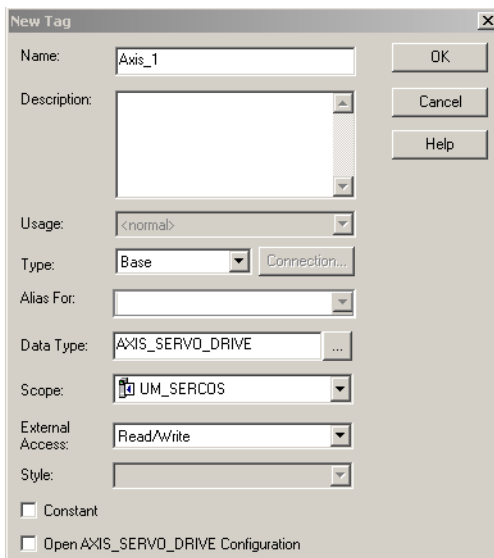 New Tag
Name: Axis_1 OK
Description: Cancel
Help
Usage: <normal>
Type: Base Connection...
Alias For:
Data Type: AXIS_SERVO_DRIVE ...
Scope: UM_SERCOS
External
Access: Read/Write
Style:
Constant
Open AXIS_SERVO_DRIVE Configuration